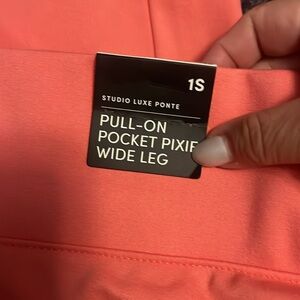 1S
STUDIO LUXE PONTE
PULL-ON
POCKET PIXIE
WIDE LEG